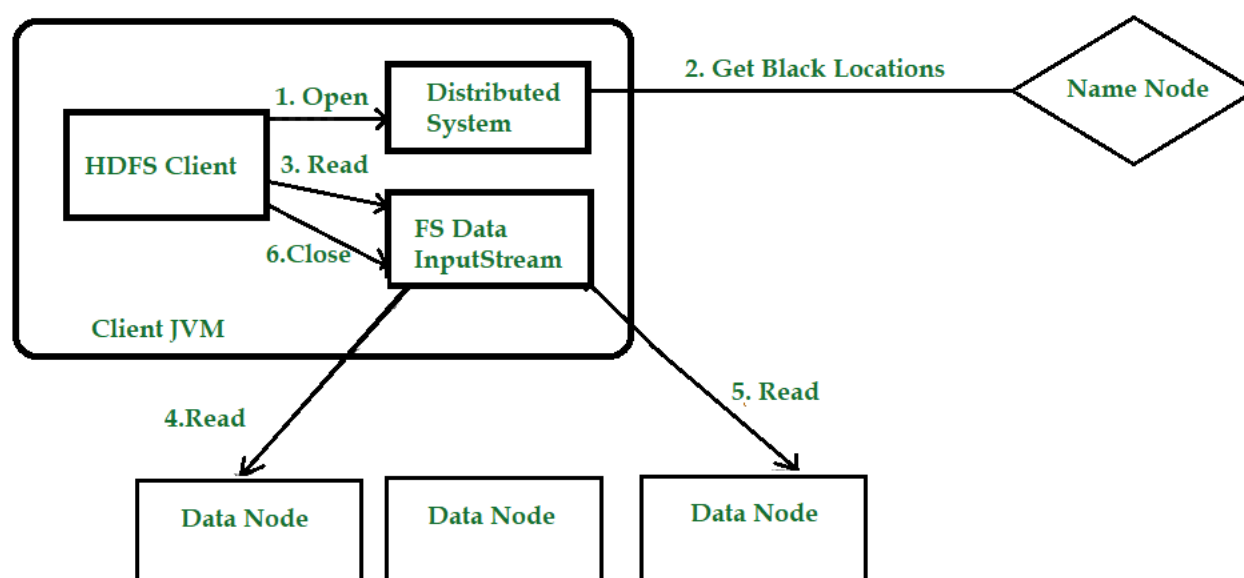 1. Open
Distributed
System
2. Get Black Locations
Name Node
HDFS Client
3. Read
FS Data
InputStream
6.Close
Client JVM
4.Read
5. Read
Data Node
Data Node
Data Node